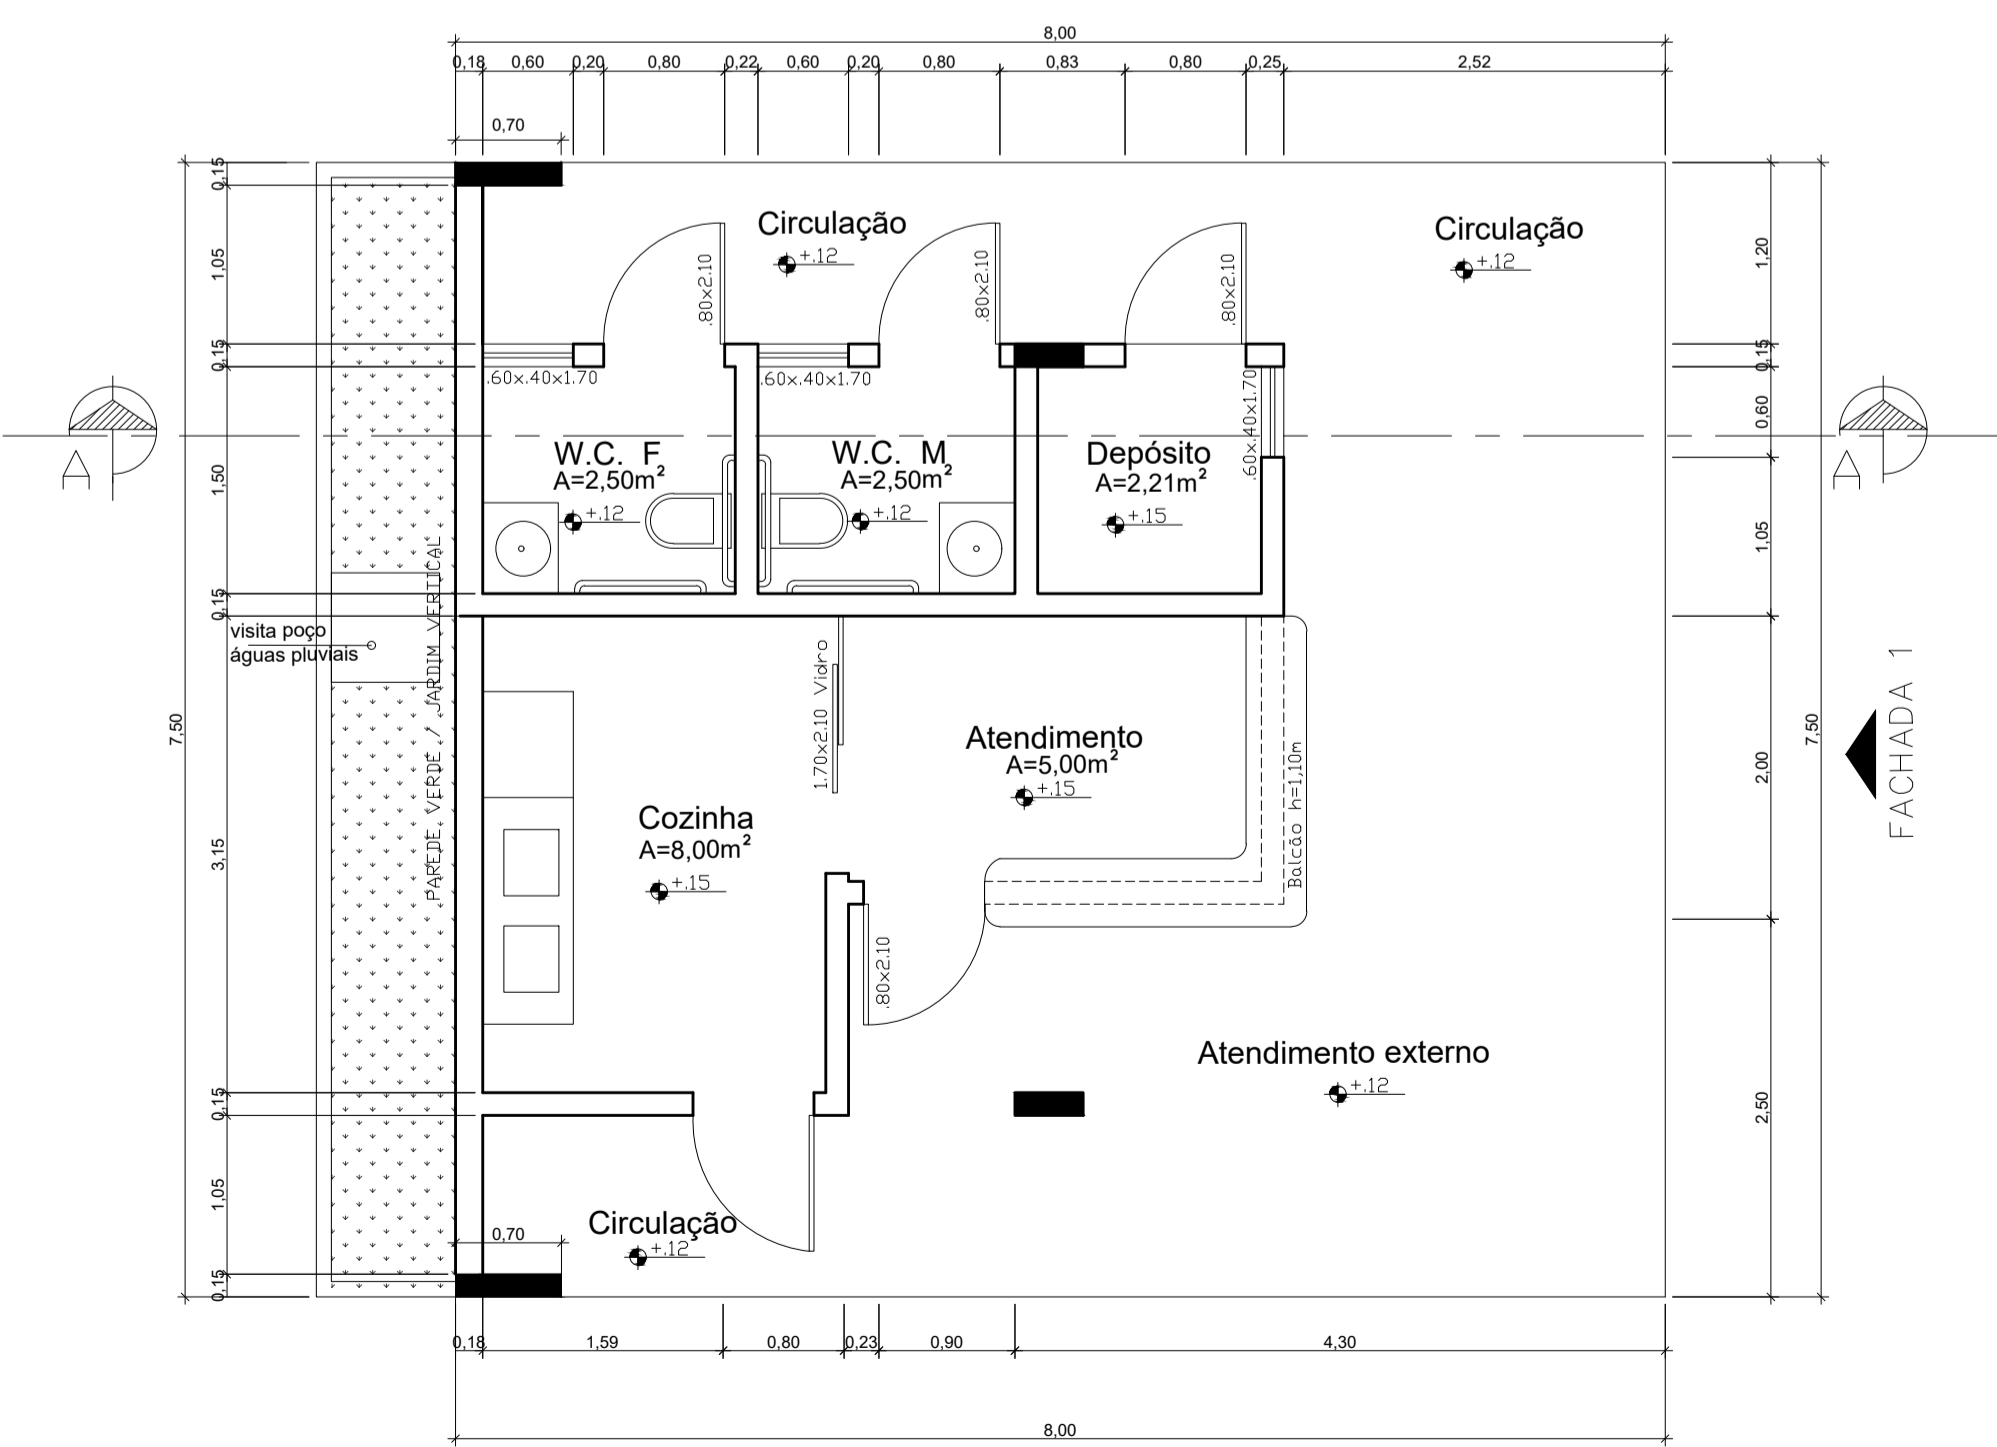 8,00
0,18 0,60 0,20 0,80 0,22 0,60 0,20 0,80 0,83 0,80 0,25 2,52
0,70
0,15
1,05
0,15
1,50
0,15
3,15
0,15
1,05
0,15
7,50
Circulação
+.12
Circulação
+.12
.80x2.10
.80x2.10
.80x2.10
.60x.40x1.70
.60x.40x1.70
.60x.40x1.70
W.C. F
A=2,50m²
+.12
W.C. M
A=2,50m²
+.12
Depósito
A=2,21m²
+.15
A
A
visita poço
águas pluviais
PAREDE VERDE / JARDIM VERTICAL
1.70x2.10 Vidro
Atendimento
A=5,00m²
+.15
Balcão h=1,10m
Cozinha
A=8,00m²
+.15
.80x2.10
Atendimento externo
+.12
Circulação
+.12
0,70
1,20
0,15
0,60
1,05
2,00
2,50
7,50
FACHADA 1
0,18 1,59 0,80 0,23 0,90 4,30
8,00